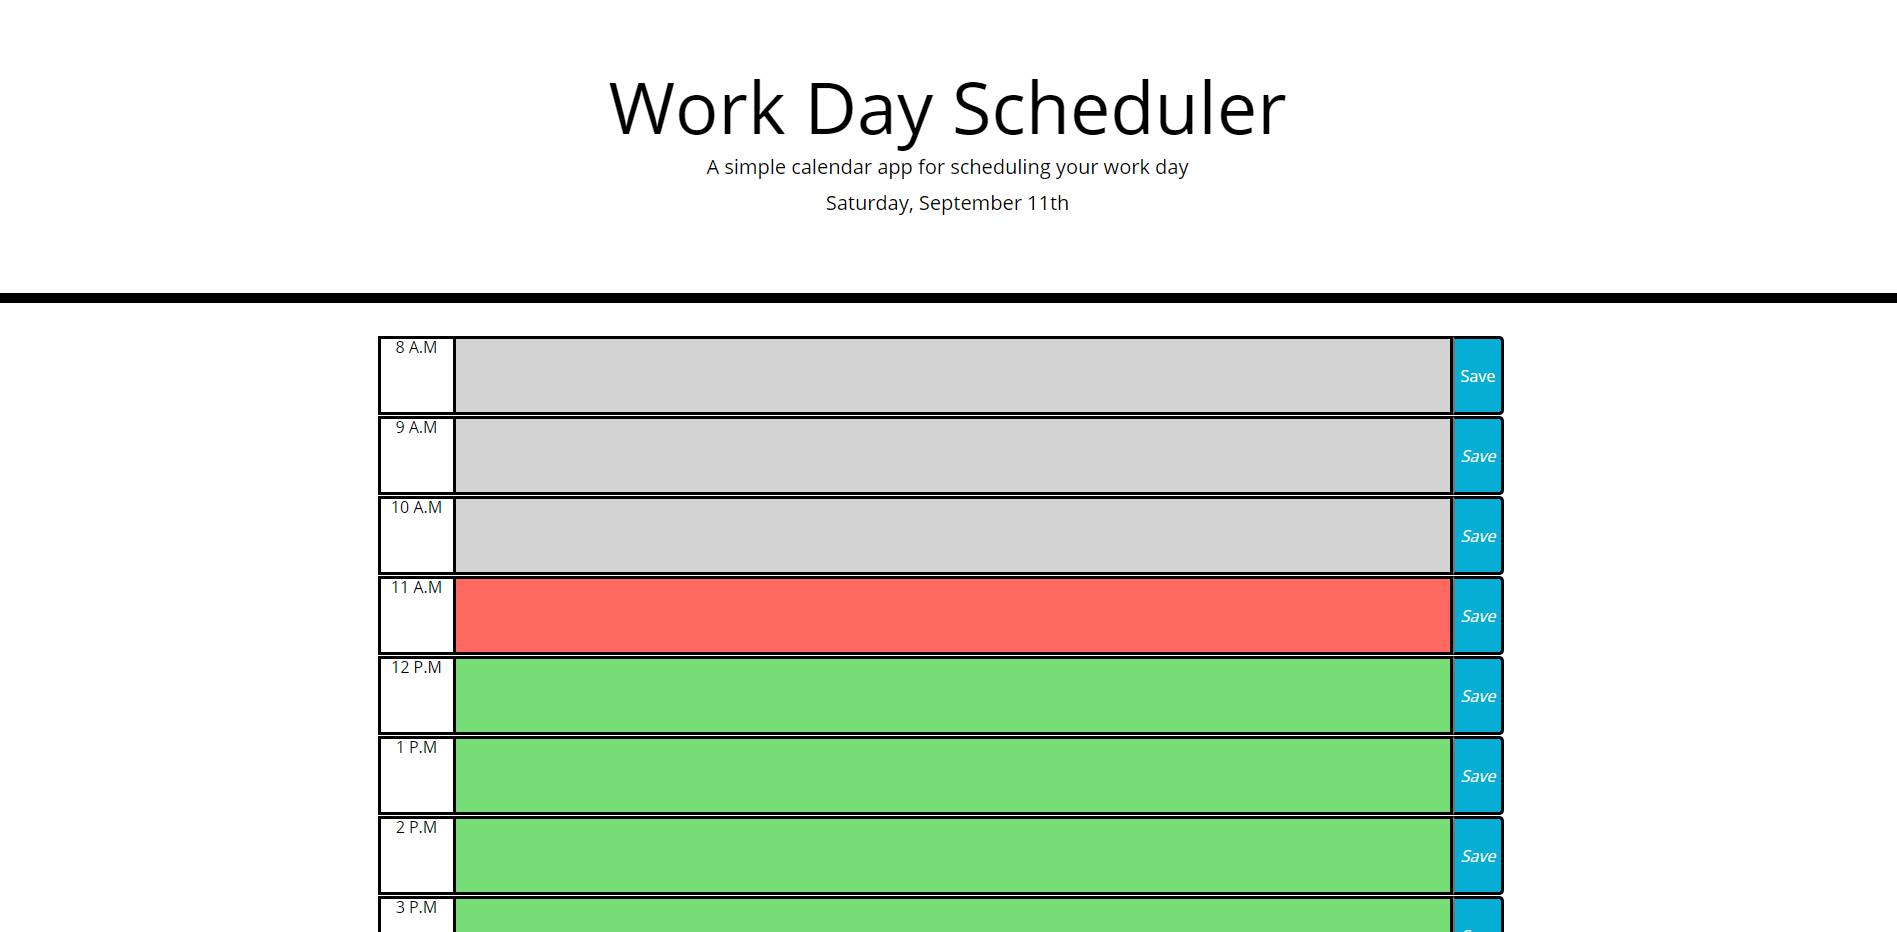 Work Day Scheduler
A simple calendar app for scheduling your work day
Saturday, September 11th
8 A.M
Save
9 A.M
Save
10 A.M
Save
11 A.M
Save
12 P.M
Save
1 P.M
Save
2 P.M
Save
3 P.M